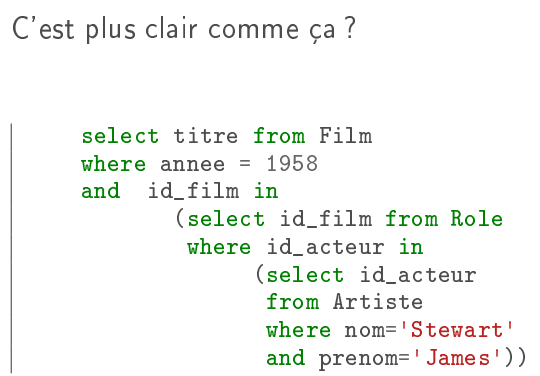 C'est plus clair comme ça ?
select titre from Film
where annee = 1958
and  id_film in
(select id_film from Role
where id_acteur in
(select id_acteur
from Artiste
where nom='Stewart'
and prenom='James'))